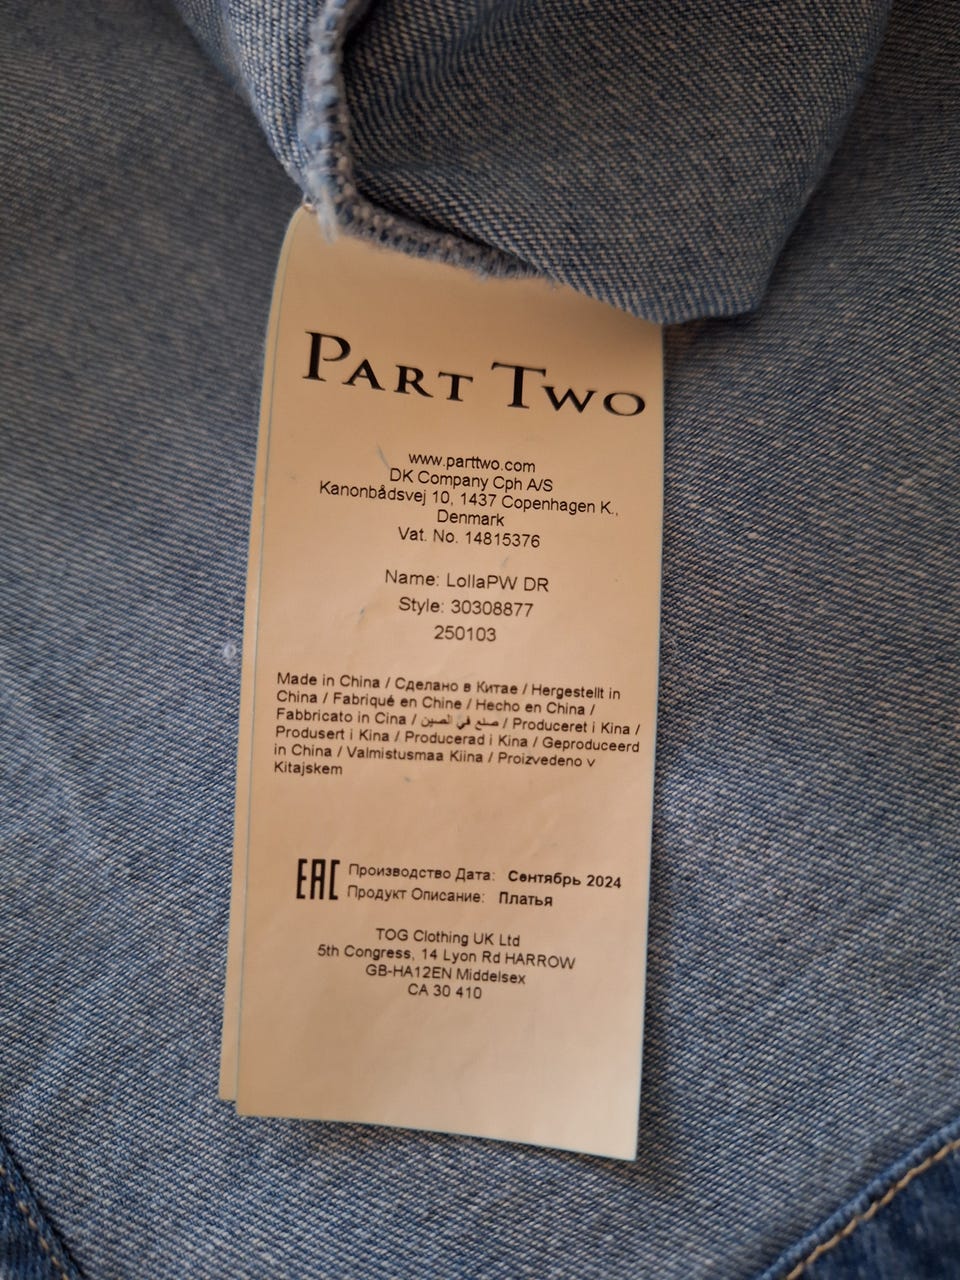 PART TWO
www.parttwo.com
DK Company Cph A/S
Kanonbådsvej 10, 1437 Copenhagen K.,
Denmark
Vat. No. 14815376
Name: LollaPW DR
Style: 30308877
250103
Made in China / Сделано в Китае / Hergestellt in
China / Fabriqué en Chine / Hecho en China /
Fabbricato in Cina / صنع في الصين / Produceret i Kina /
Produsert i Kina / Producerad i Kina / Geproduceerd
in China / Valmistusmaa Kiina / Proizvedeno v
Kitajskem
EAC Производство Дата: Сентябрь 2024
Продукт Описание: Платья
TOG Clothing UK Ltd
5th Congress, 14 Lyon Rd HARROW
GB-HA12EN Middelsex
CA 30 410